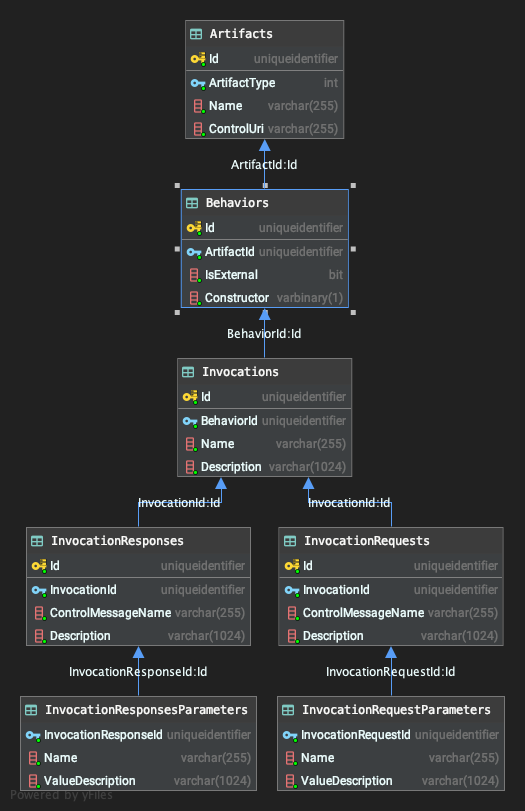 Artifacts
Id uniqueidentifier
ArtifactType int
Name varchar(255)
ControlUri varchar(255)
ArtifactId:Id
Behaviors
Id uniqueidentifier
ArtifactId uniqueidentifier
IsExternal bit
Constructor varbinary(1)
BehaviorId:Id
Invocations
Id uniqueidentifier
BehaviorId uniqueidentifier
Name varchar(255)
Description varchar(1024)
InvocationId:Id
InvocationId:Id
InvocationResponses
Id uniqueidentifier
InvocationId uniqueidentifier
ControlMessageName varchar(255)
Description varchar(1024)
InvocationRequests
Id uniqueidentifier
InvocationId uniqueidentifier
ControlMessageName varchar(255)
Description varchar(1024)
InvocationResponseId:Id
InvocationRequestId:Id
InvocationResponsesParameters
InvocationResponseId uniqueidentifier
Name varchar(255)
ValueDescription varchar(1024)
InvocationRequestParameters
InvocationRequestId uniqueidentifier
Name varchar(255)
ValueDescription varchar(1024)
Powered by yFiles